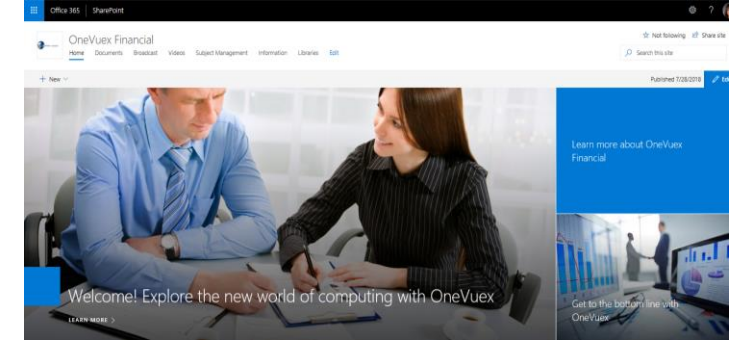 Office 365 SharePoint
OneVuex Financial
Not following Share site
Home Documents Broadcast Videos Subject Management Information Libraries Edit
Search this site
+ New
Published 7/28/2018
Learn more about OneVuex
Financial
Welcome! Explore the new world of computing with OneVuex
LEARN MORE
Get to the bottom line with
OneVuex